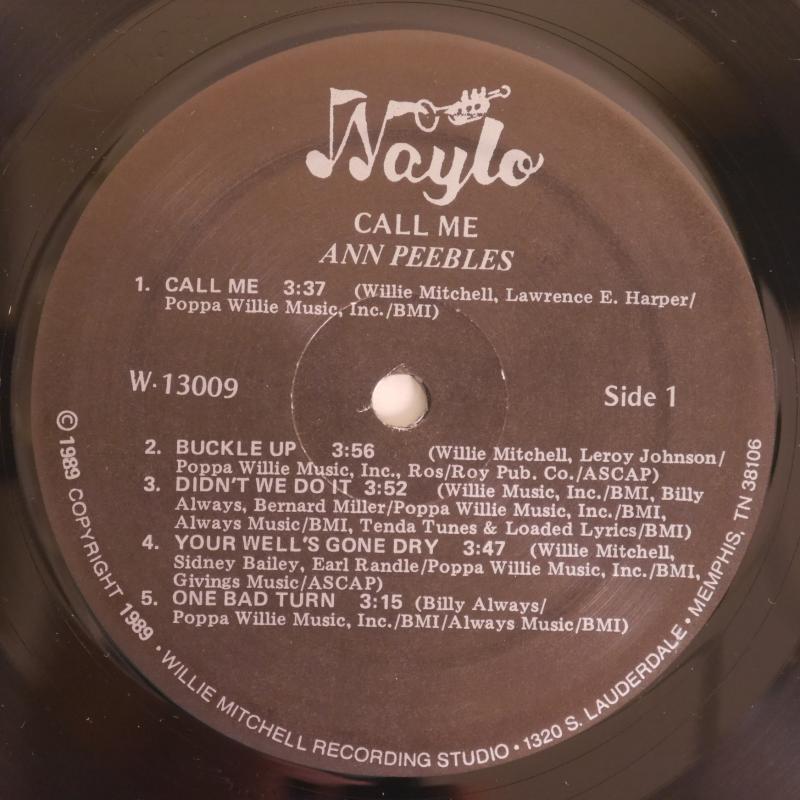 Waylo
CALL ME
ANN PEEBLES
1. CALL ME 3:37 (Willie Mitchell, Lawrence E. Harper/
Poppa Willie Music, Inc./BMI)
W-13009
Side 1
2. BUCKLE UP 3:56 (Willie Mitchell, Leroy Johnson/
Poppa Willie Music, Inc., Ros/Roy Pub. Co./ASCAP)
3. DIDN'T WE DO IT 3:52 (Willie Music, Inc./BMI, Billy
Always, Bernard Miller/Poppa Willie Music, Inc./BMI,
Always Music/BMI, Tenda Tunes & Loaded Lyrics/BMI)
4. YOUR WELL'S GONE DRY 3:47 (Willie Mitchell,
Sidney Bailey, Earl Randle/Poppa Willie Music, Inc./BMI,
Givings Music/ASCAP)
5. ONE BAD TURN 3:15 (Billy Always/
Poppa Willie Music, Inc./BMI/Always Music/BMI)
© 1989 COPYRIGHT 1989 • WILLIE MITCHELL RECORDING STUDIO • 1320 S. LAUDERDALE • MEMPHIS, TN 38106